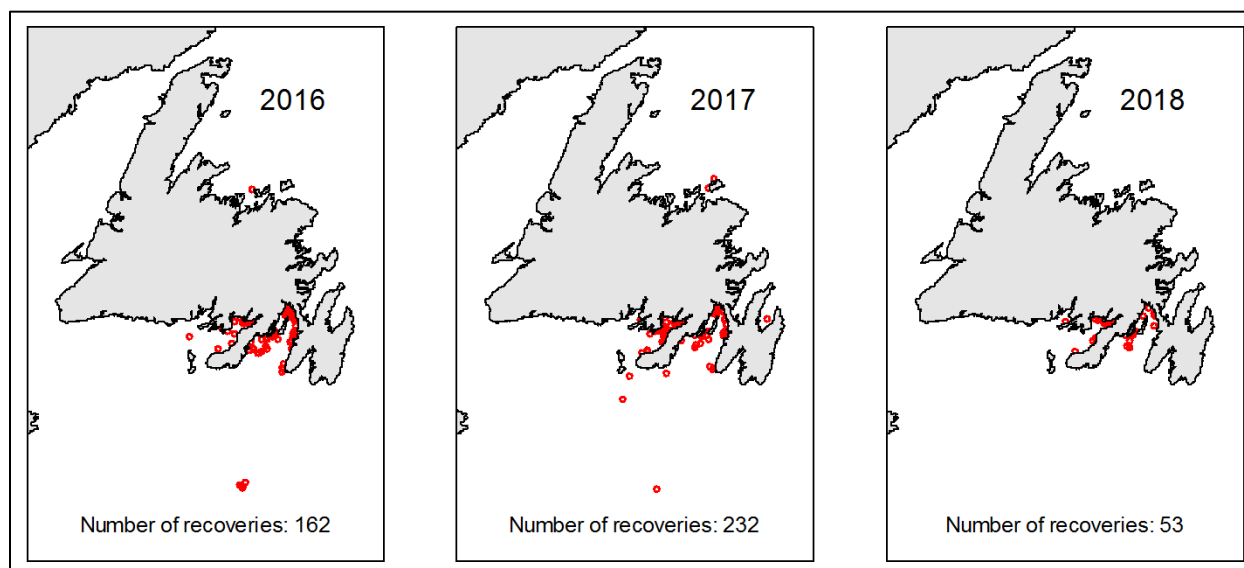 2016
2017
2018
Number of recoveries: 162
Number of recoveries: 232
Number of recoveries: 53